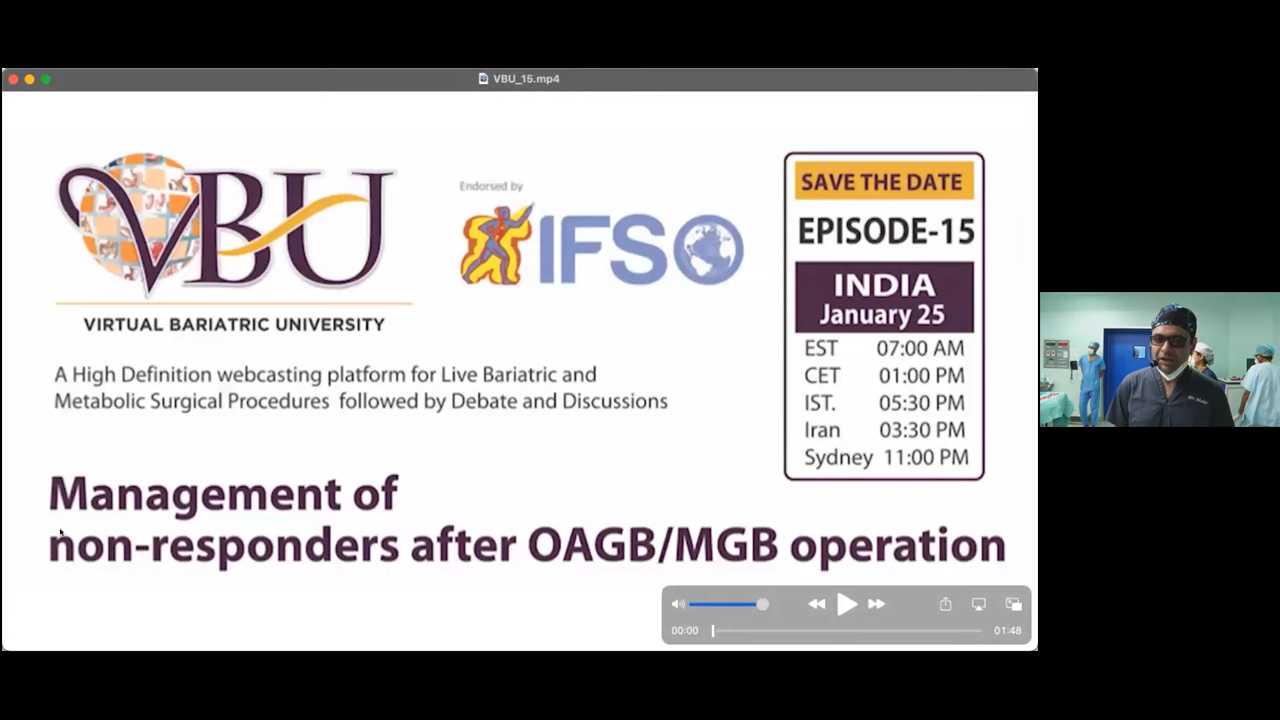 VBU_15.mp4
VBU
VIRTUAL BARIATRIC UNIVERSITY
Endorsed by
IFSO
A High Definition webcasting platform for Live Bariatric and
Metabolic Surgical Procedures followed by Debate and Discussions
SAVE THE DATE
EPISODE-15
INDIA
January 25
EST 07:00 AM
CET 01:00 PM
IST. 05:30 PM
Iran 03:30 PM
Sydney 11:00 PM
Management of
non-responders after OAGB/MGB operation
00:00 01:48